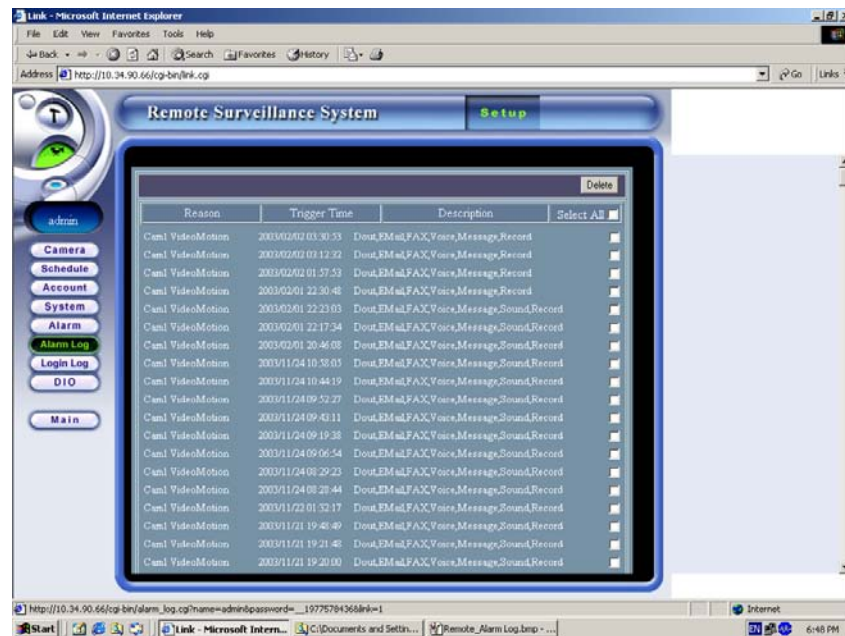 Link - Microsoft Internet Explorer
File Edit View Favorites Tools Help
Back Search Favorites History
Address http://10.34.90.66/cgi-bin/link.cgi Go Links
Remote Surveillance System Setup
Delete
Reason Trigger Time Description Select All
admin
Camera
Schedule
Account
System
Alarm
Alarm Log
Login Log
DIO
Main
Cam1 VideoMotion 2003/02/02 03:30:53 Dout,EMail,FAX,Voice,Message,Record
Cam1 VideoMotion 2003/02/02 03:12:32 Dout,EMail,FAX,Voice,Message,Record
Cam1 VideoMotion 2003/02/02 01:57:53 Dout,EMail,FAX,Voice,Message,Record
Cam1 VideoMotion 2003/02/01 22:30:48 Dout,EMail,FAX,Voice,Message,Record
Cam1 VideoMotion 2003/02/01 22:23:03 Dout,EMail,FAX,Voice,Message,Sound,Record
Cam1 VideoMotion 2003/02/01 22:17:34 Dout,EMail,FAX,Voice,Message,Sound,Record
Cam1 VideoMotion 2003/02/01 20:46:08 Dout,EMail,FAX,Voice,Message,Sound,Record
Cam1 VideoMotion 2003/11/24 10:58:05 Dout,EMail,FAX,Voice,Message,Sound,Record
Cam1 VideoMotion 2003/11/24 10:44:19 Dout,EMail,FAX,Voice,Message,Sound,Record
Cam1 VideoMotion 2003/11/24 09:52:27 Dout,EMail,FAX,Voice,Message,Sound,Record
Cam1 VideoMotion 2003/11/24 09:43:11 Dout,EMail,FAX,Voice,Message,Sound,Record
Cam1 VideoMotion 2003/11/24 09:19:38 Dout,EMail,FAX,Voice,Message,Sound,Record
Cam1 VideoMotion 2003/11/24 09:06:54 Dout,EMail,FAX,Voice,Message,Sound,Record
Cam1 VideoMotion 2003/11/24 08:29:23 Dout,EMail,FAX,Voice,Message,Sound,Record
Cam1 VideoMotion 2003/11/24 08:28:44 Dout,EMail,FAX,Voice,Message,Sound,Record
Cam1 VideoMotion 2003/11/22 01:32:17 Dout,EMail,FAX,Voice,Message,Sound,Record
Cam1 VideoMotion 2003/11/21 19:48:49 Dout,EMail,FAX,Voice,Message,Sound,Record
Cam1 VideoMotion 2003/11/21 19:21:48 Dout,EMail,FAX,Voice,Message,Sound,Record
Cam1 VideoMotion 2003/11/21 19:20:00 Dout,EMail,FAX,Voice,Message,Sound,Record
http://10.34.90.66/cgi-bin/alarm_log.cgi?name=admin&password=__1977578436&link=1 Internet
Start Link - Microsoft Intern... C:\Documents and Settin... Remote_Alarm Log.bmp - ... EN 6:48 PM